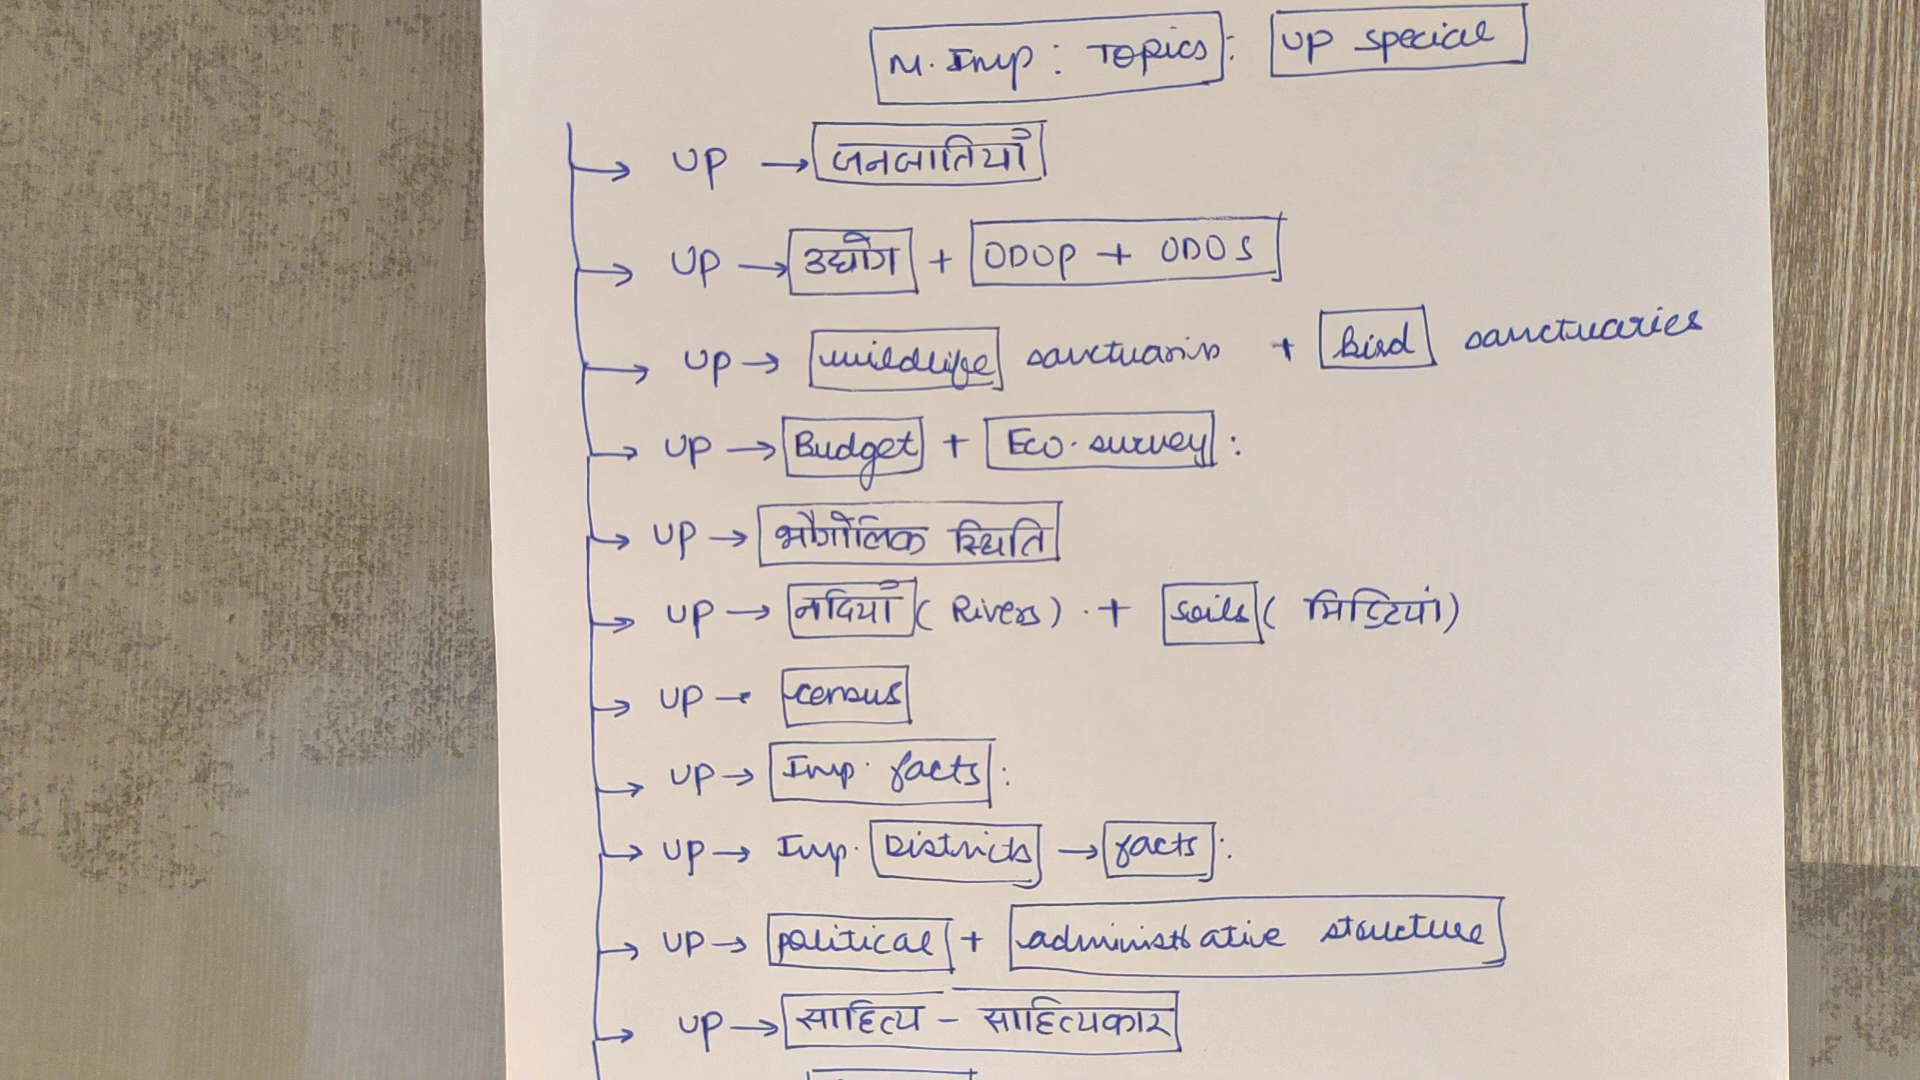 M. Imp: Topics: UP special
→ UP → जनजातियाँ
→ UP → उद्योग + ODOP + ODOS
→ UP → wildlife sanctuaries + bird sanctuaries
→ UP → Budget + Eco. survey:
→ UP → भौगोलिक स्थिति
→ UP → नदियाँ (Rivers) + soils (मिट्टियां)
→ UP → census
→ UP → Imp. facts:
→ UP → Imp. Districts → facts:
→ UP → political + administrative structure
→ UP → साहित्य - साहित्यकार